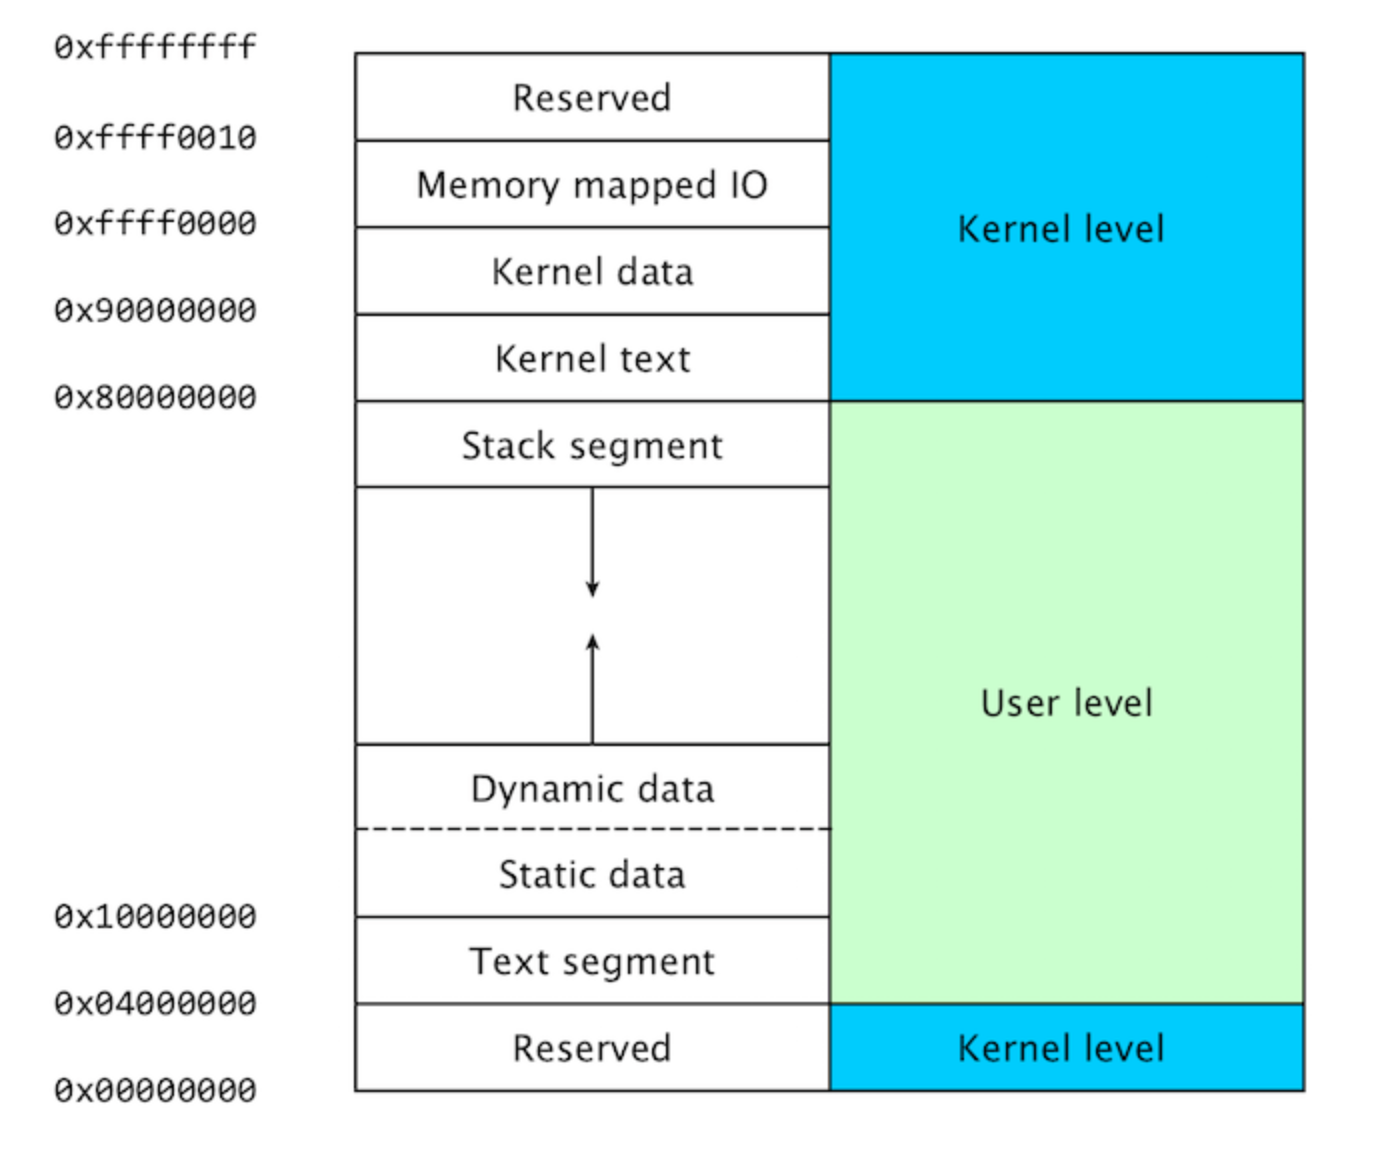 0xffffffff
Reserved
0xffff0010
Memory mapped IO
0xffff0000
Kernel level
Kernel data
0x90000000
Kernel text
0x80000000
Stack segment
User level
Dynamic data
Static data
0x10000000
Text segment
0x04000000
Reserved
Kernel level
0x00000000